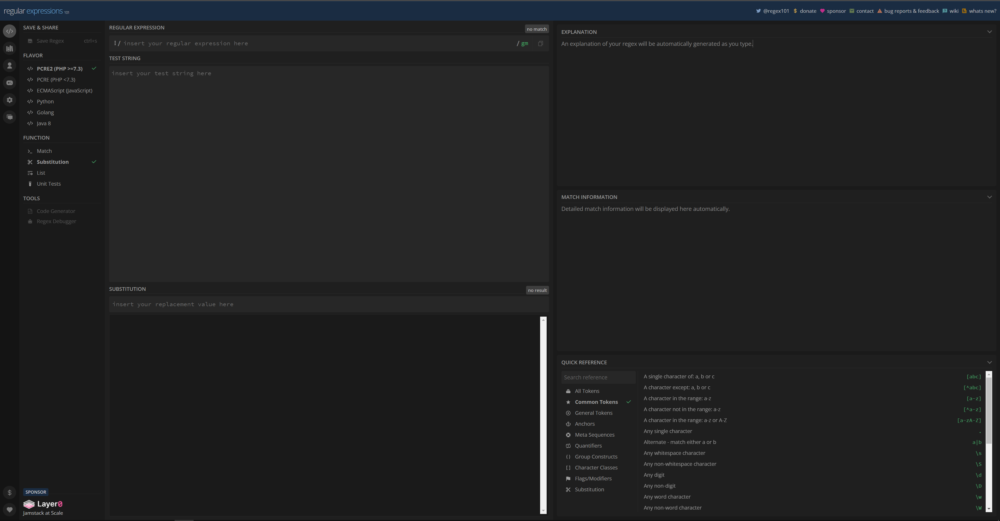 regular expressions 101
@regex101 $ donate sponsor contact bug reports & feedback wiki whats new?
SAVE & SHARE
Save Regex ctrl+s
FLAVOR
</> PCRE2 (PHP >=7.3)
</> PCRE (PHP <7.3)
</> ECMAScript (JavaScript)
</> Python
</> Golang
</> Java 8
FUNCTION
Match
Substitution
List
Unit Tests
TOOLS
Code Generator
Regex Debugger
SPONSOR
Layer0
Jamstack at Scale
REGULAR EXPRESSION
no match
/ insert your regular expression here / gm
TEST STRING
insert your test string here
SUBSTITUTION
no result
insert your replacement value here
EXPLANATION
An explanation of your regex will be automatically generated as you type.
MATCH INFORMATION
Detailed match information will be displayed here automatically.
QUICK REFERENCE
Search reference
All Tokens
Common Tokens
General Tokens
Anchors
Meta Sequences
Quantifiers
Group Constructs
Character Classes
Flags/Modifiers
Substitution
A single character of: a, b or c [abc]
A character except: a, b or c [^abc]
A character in the range: a-z [a-z]
A character not in the range: a-z [^a-z]
A character in the range: a-z or A-Z [a-zA-Z]
Any single character .
Alternate - match either a or b a|b
Any whitespace character \s
Any non-whitespace character \S
Any digit \d
Any non-digit \D
Any word character \w
Any non-word character \W